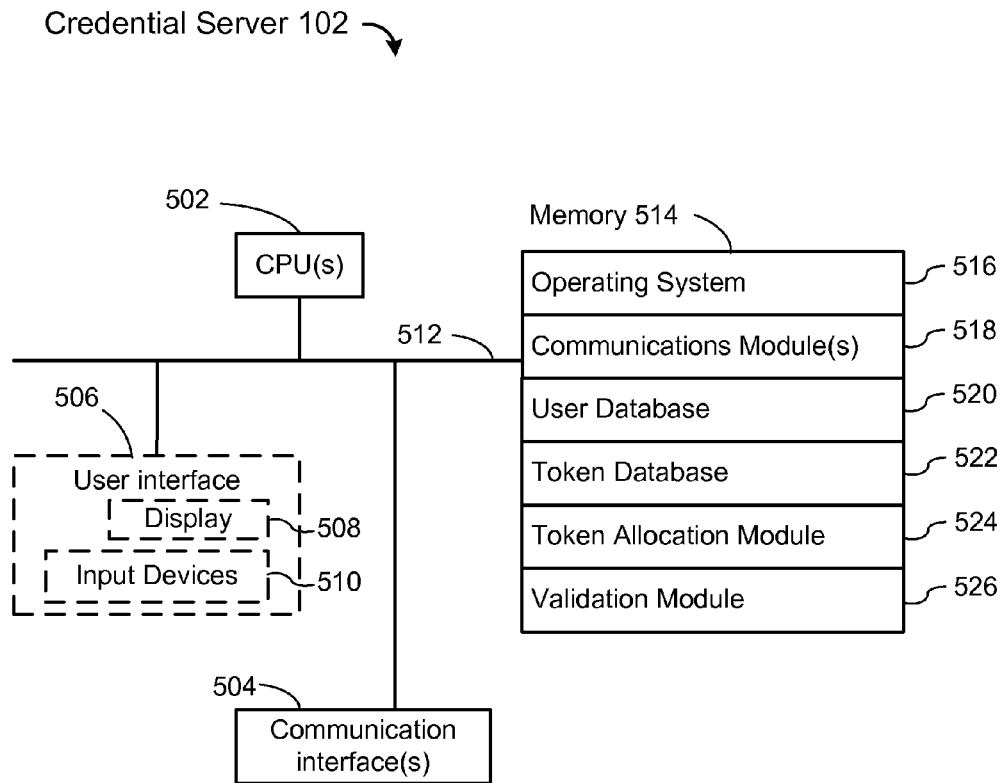 Credential Server 102
502
CPU(s)
Memory 514
Operating System
516
512
Communications Module(s)
518
User Database
520
Token Database
522
Token Allocation Module
524
Validation Module
526
506
User interface
Display
508
Input Devices
510
504
Communication
interface(s)